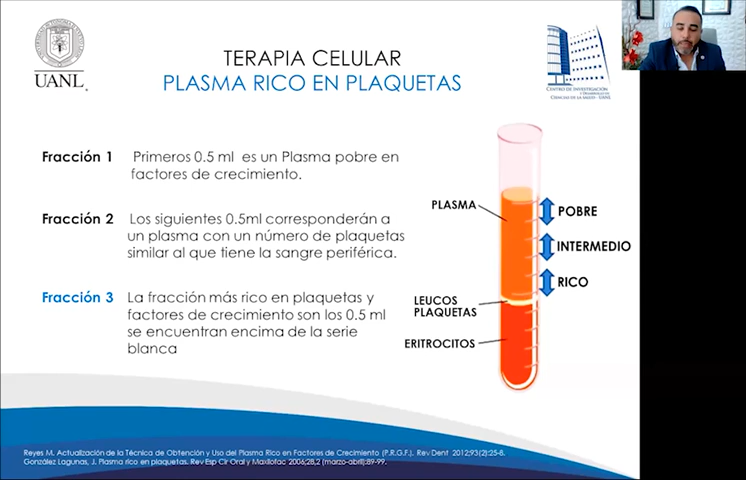 UANL
TERAPIA CELULAR
PLASMA RICO EN PLAQUETAS
CENTRO DE INVESTIGACIÓN
Y DESARROLLO DE
CIENCIAS DE LA SALUD - UANL
Fracción 1 Primeros 0.5 ml es un Plasma pobre en
factores de crecimiento.
Fracción 2 Los siguientes 0.5ml corresponderán a
un plasma con un número de plaquetas
similar al que tiene la sangre periférica.
Fracción 3 La fracción más rico en plaquetas y
factores de crecimiento son los 0.5 ml
se encuentran encima de la serie
blanca
PLASMA
POBRE
INTERMEDIO
RICO
LEUCOS
PLAQUETAS
ERITROCITOS
Reyes M. Actualización de la Técnica de Obtención y Uso del Plasma Rico en Factores de Crecimiento (P.R.G.F.). Rev Dent 2012;93(2):25-8.
González Lagunas, J. Plasma rico en plaquetas. Rev Esp Cir Oral y Maxilofac 2006;28,2 (marzo-abril):89-99.